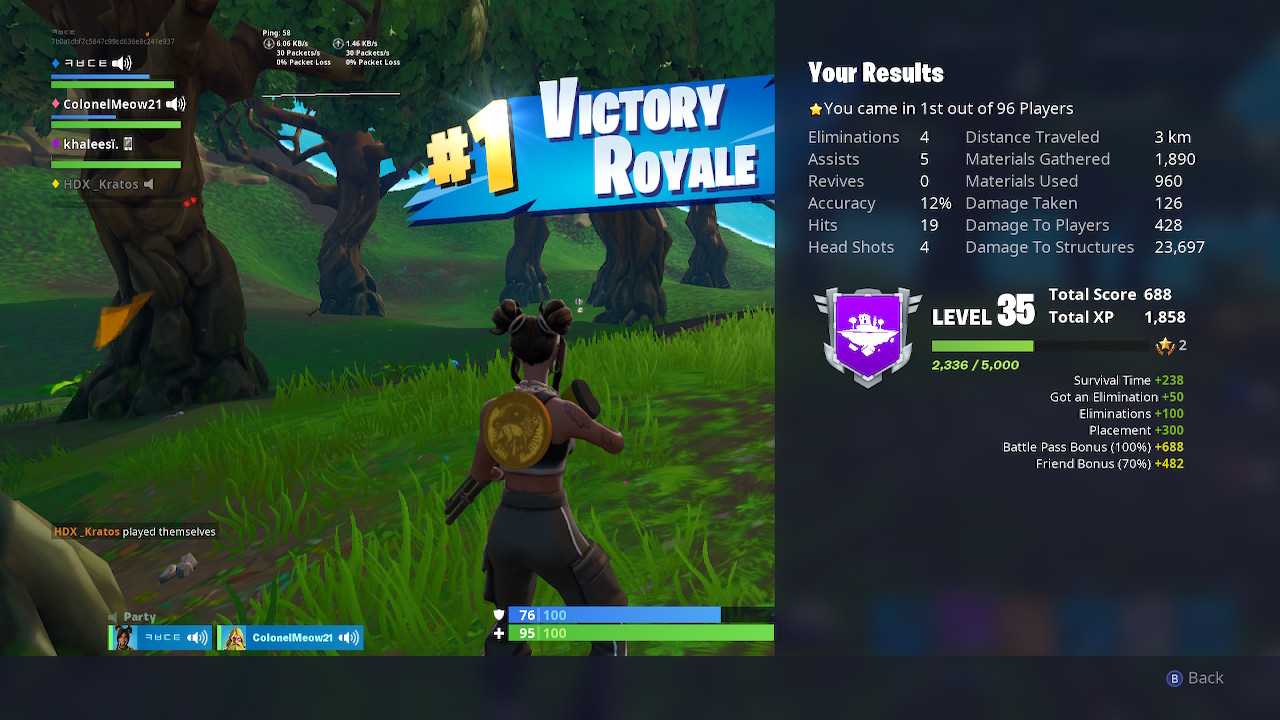 ㅋㅂㄷㅌ
7b0a1dbf7c5647c99cd636e8c241e937
Ping: 58
6.06 KB/s 1.46 KB/s
30 Packets/s 30 Packets/s
0% Packet Loss 0% Packet Loss
ㅋㅂㄷㅌ
ColonelMeow21
khaleesï.
HDX_Kratos
#1 Victory
Royale
HDX_Kratos played themselves
Party
ㅋㅂㄷㅌ ColonelMeow21
76 100
95 100
Your Results
You came in 1st out of 96 Players
Eliminations 4 Distance Traveled 3 km
Assists 5 Materials Gathered 1,890
Revives 0 Materials Used 960
Accuracy 12% Damage Taken 126
Hits 19 Damage To Players 428
Head Shots 4 Damage To Structures 23,697
LEVEL 35
Total Score 688
Total XP 1,858
2
2,336 / 5,000
Survival Time +238
Got an Elimination +50
Eliminations +100
Placement +300
Battle Pass Bonus (100%) +688
Friend Bonus (70%) +482
B Back